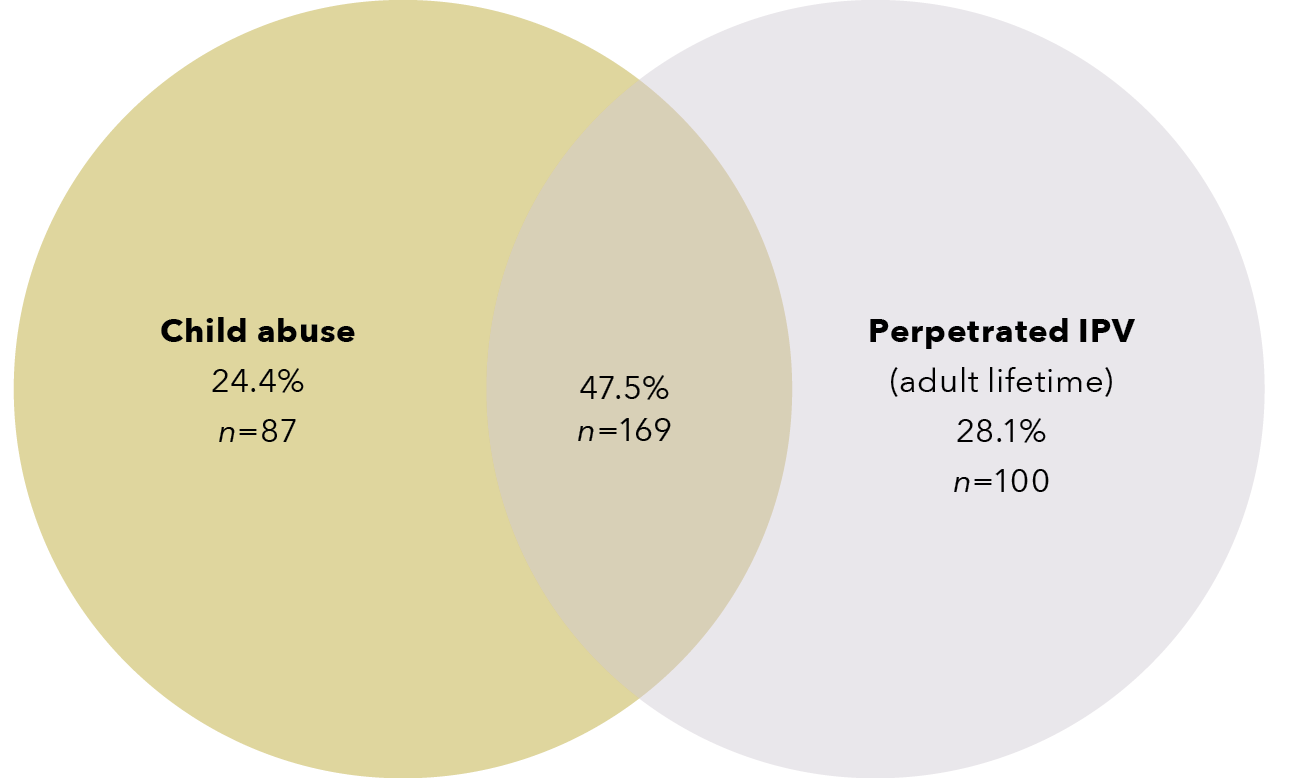 Child abuse
24.4%
n=87
47.5%
n=169
Perpetrated IPV
(adult lifetime)
28.1%
n=100